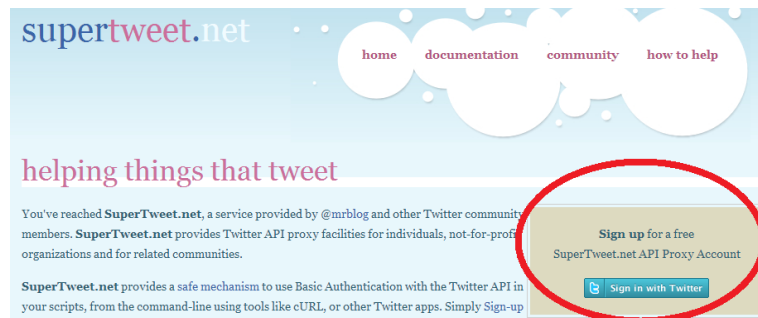 supertweet.net
home documentation community how to help
helping things that tweet
You've reached SuperTweet.net, a service provided by @mrblog and other Twitter community
members. SuperTweet.net provides Twitter API proxy facilities for individuals, not-for-profit
organizations and for related communities.
SuperTweet.net provides a safe mechanism to use Basic Authentication with the Twitter API in
your scripts, from the command-line using tools like cURL, or other Twitter apps. Simply Sign-up
Sign up for a free
SuperTweet.net API Proxy Account
Sign in with Twitter